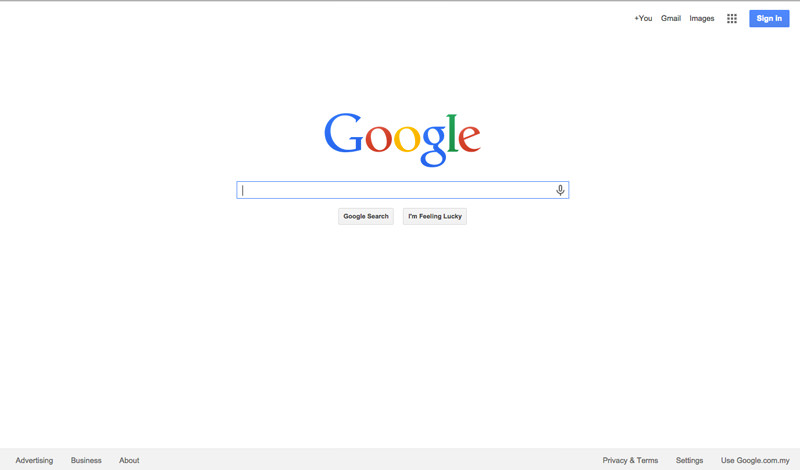 +You Gmail Images Sign In
Google
Google Search I'm Feeling Lucky
Advertising Business About Privacy & Terms Settings Use Google.com.my